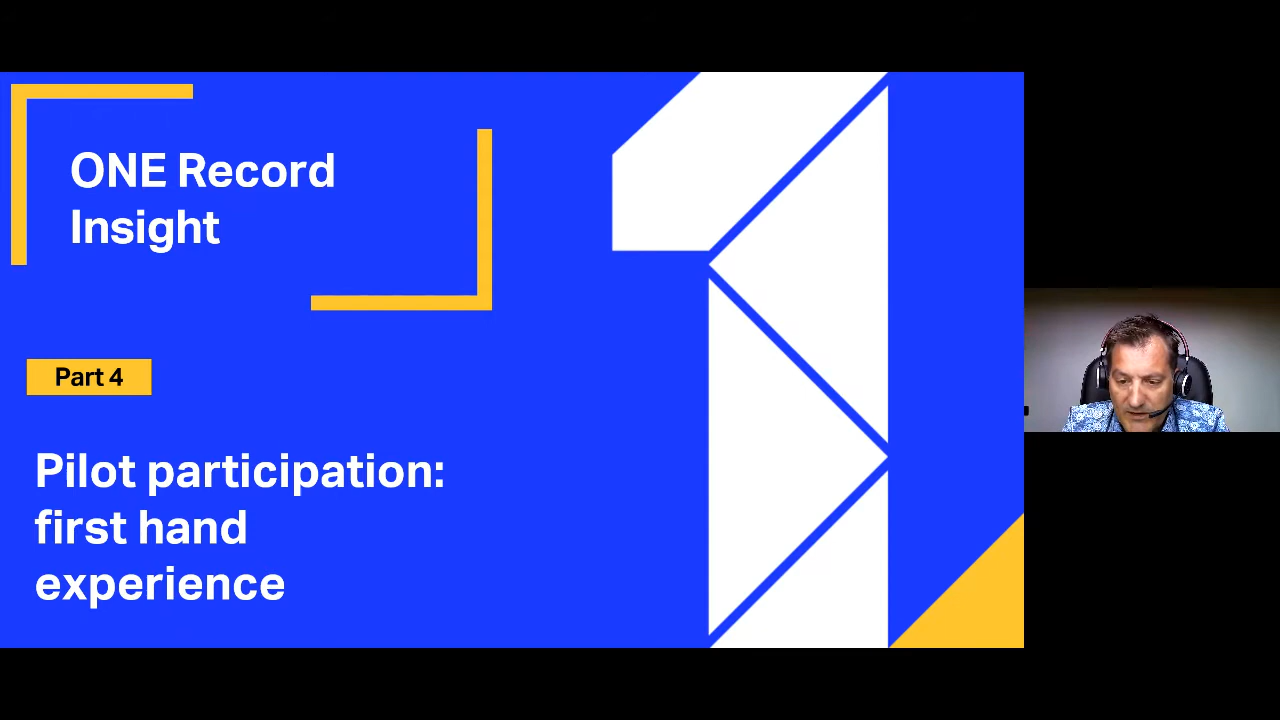 ONE Record
Insight
Part 4
Pilot participation:
first hand
experience